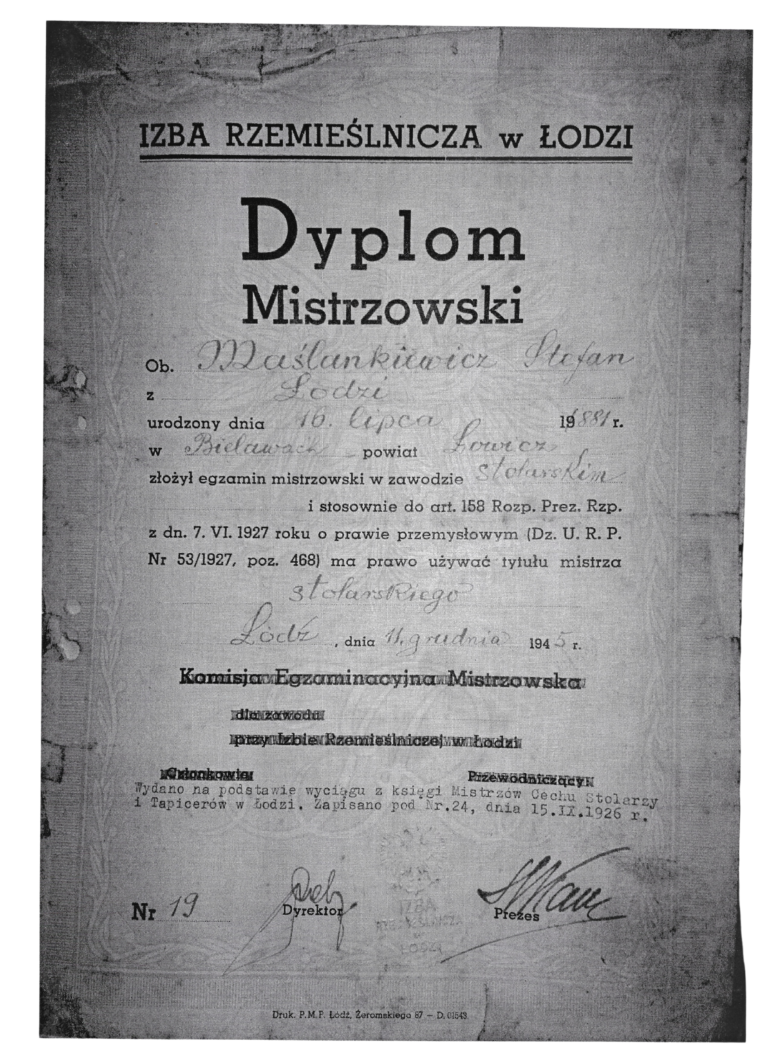 IZBA RZEMIEŚLNICZA w ŁODZI
Dyplom
Mistrzowski
Ob. Maślankiewicz Stefan
z Łodzi
urodzony dnia 16. lipca 1881 r.
w Bielawach powiat Łowicz
złożył egzamin mistrzowski w zawodzie stolarskim
i stosownie do art. 158 Rozp. Prez. Rzp.
z dn. 7. VI. 1927 roku o prawie przemysłowym (Dz. U. R. P.
Nr 53/1927, poz. 468) ma prawo używać tytułu mistrza
stolarskiego
Łódź, dnia 11. grudnia 1945 r.
Komisja Egzaminacyjna Mistrzowska
dla zawodu
przy Izbie Rzemieślniczej w Łodzi
Członkowie Przewodniczący
Wydano na podstawie wyciągu z księgi Mistrzów Cechu Stolarzy
i Tapicerów w Łodzi. Zapisano pod Nr.24, dnia 15.IX.1926 r.
Nr 19 Dyrektor Prezes
IZBA
RZEMIEŚLNICZA
w
ŁODZI
Druk. P.M.P. Łódź, Żeromskiego 87 — D.